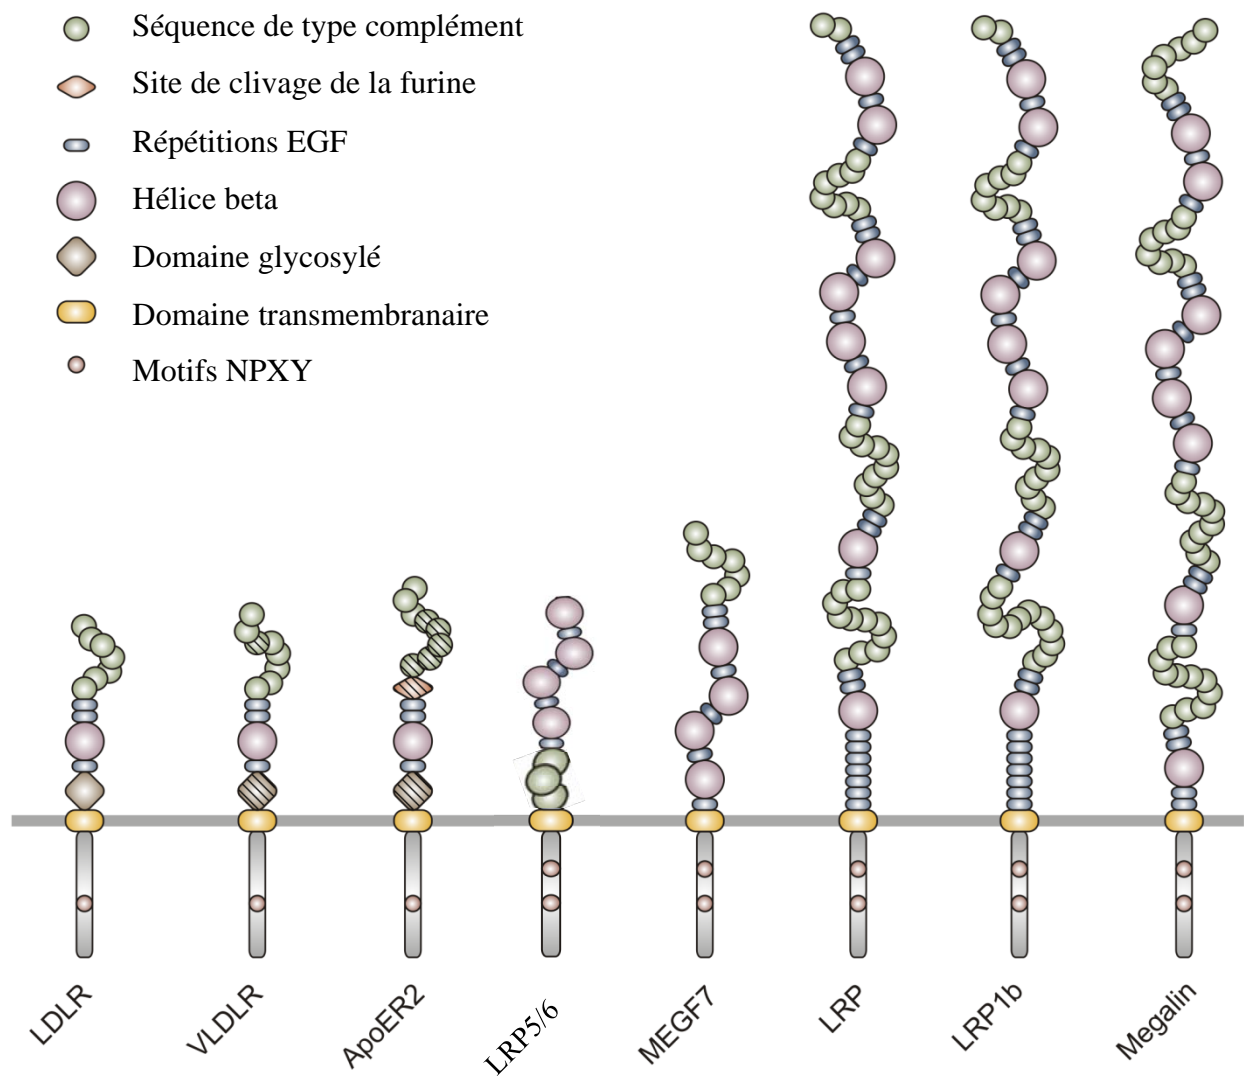 Séquence de type complément
Site de clivage de la furine
Répétitions EGF
Hélice beta
Domaine glycosylé
Domaine transmembranaire
Motifs NPXY
LDLR
VLDLR
ApoER2
LRP5/6
MEGF7
LRP
LRP1b
Megalin